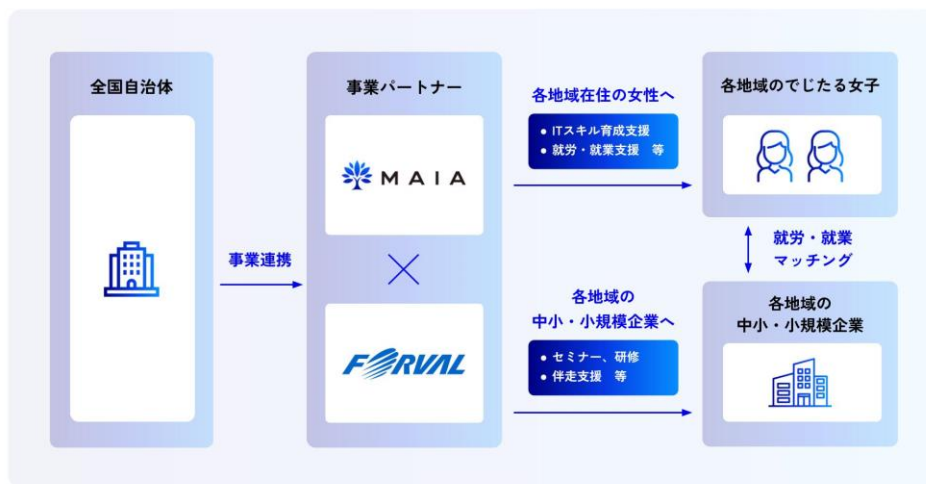 全国自治体
事業連携
事業パートナー
MAIA
FORVAL
各地域在住の女性へ
● ITスキル育成支援
● 就労・就業支援 等
各地域の
中小・小規模企業へ
● セミナー、研修
● 伴走支援 等
各地域のでじたる女子
就労・就業
マッチング
各地域の
中小・小規模企業